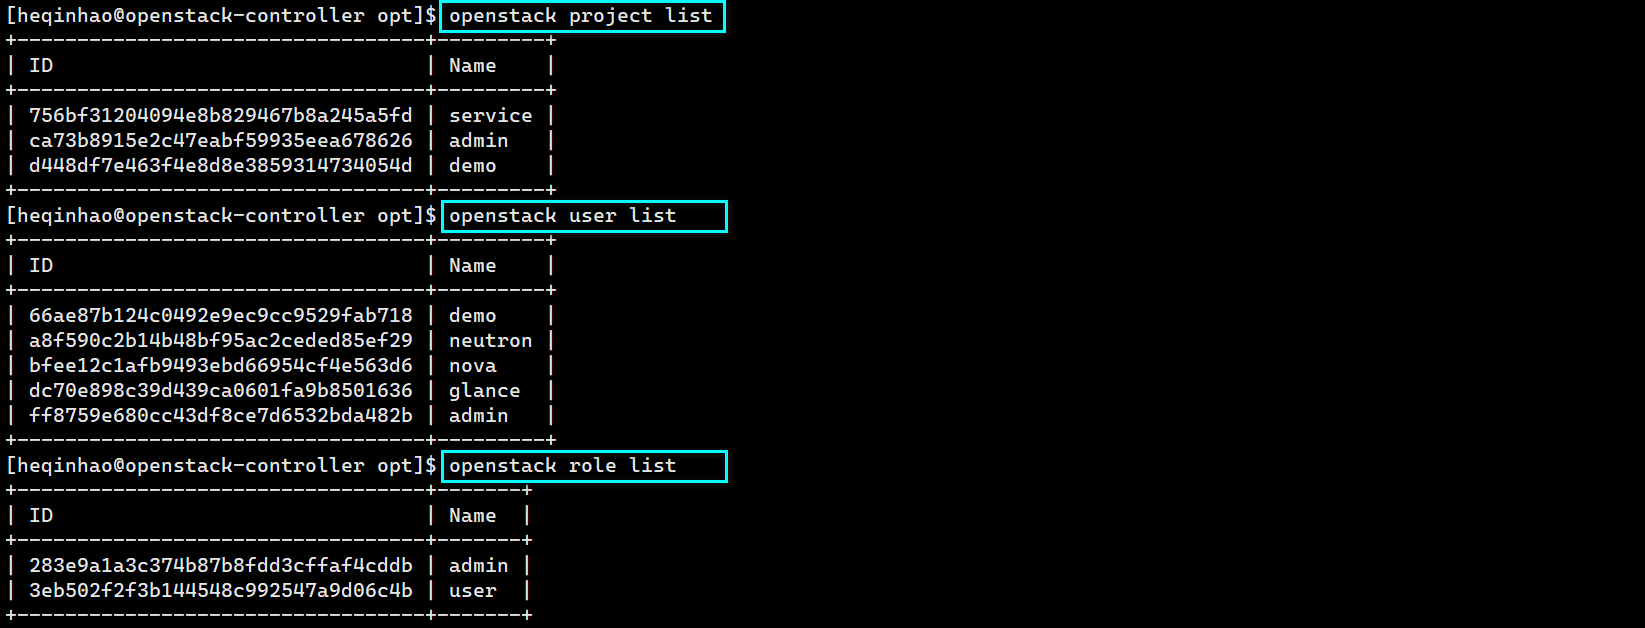 [heqinhao@openstack-controller opt]$ openstack project list
+----------------------------------+---------+
| ID                               | Name    |
+----------------------------------+---------+
| 756bf31204094e8b829467b8a245a5fd | service |
| ca73b8915e2c47eabf59935eea678626 | admin   |
| d448df7e463f4e8d8e3859314734054d | demo    |
+----------------------------------+---------+
[heqinhao@openstack-controller opt]$ openstack user list
+----------------------------------+---------+
| ID                               | Name    |
+----------------------------------+---------+
| 66ae87b124c0492e9ec9cc9529fab718 | demo    |
| a8f590c2b14b48bf95ac2ceded85ef29 | neutron |
| bfee12c1afb9493ebd66954cf4e563d6 | nova    |
| dc70e898c39d439ca0601fa9b8501636 | glance  |
| ff8759e680cc43df8ce7d6532bda482b | admin   |
+----------------------------------+---------+
[heqinhao@openstack-controller opt]$ openstack role list
+----------------------------------+-------+
| ID                               | Name  |
+----------------------------------+-------+
| 283e9a1a3c374b87b8fdd3cffaf4cddb | admin |
| 3eb502f2f3b144548c992547a9d06c4b | user  |
+----------------------------------+-------+